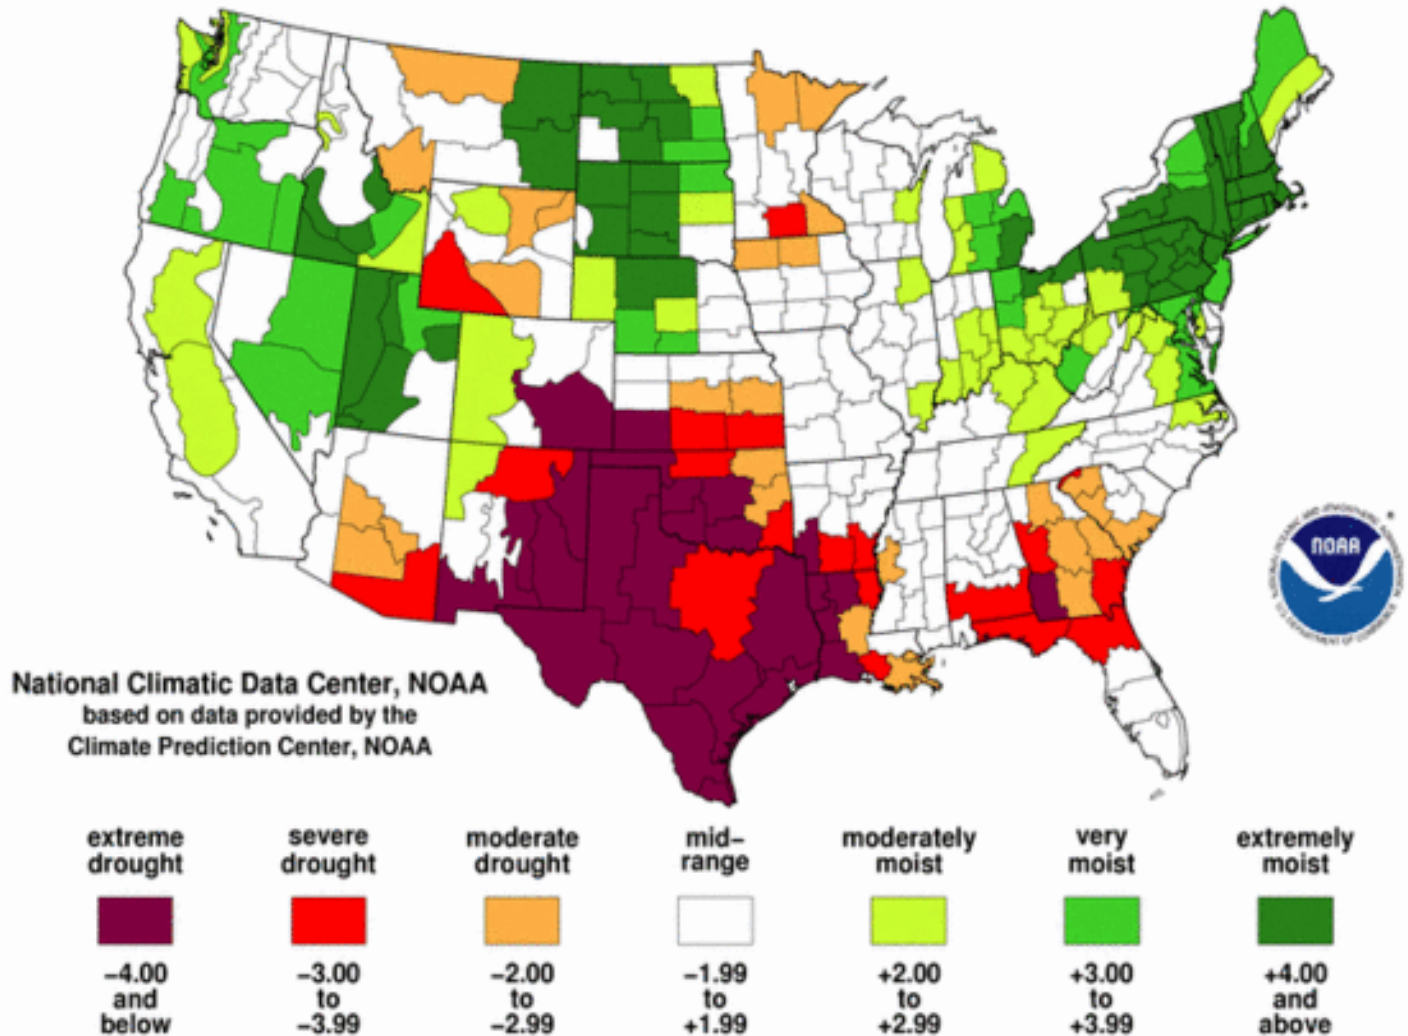 NOAA
National Climatic Data Center, NOAA
based on data provided by the
Climate Prediction Center, NOAA
extreme
drought
severe
drought
moderate
drought
mid–
range
moderately
moist
very
moist
extremely
moist
−4.00
and
below
−3.00
to
−3.99
−2.00
to
−2.99
−1.99
to
+1.99
+2.00
to
+2.99
+3.00
to
+3.99
+4.00
and
above